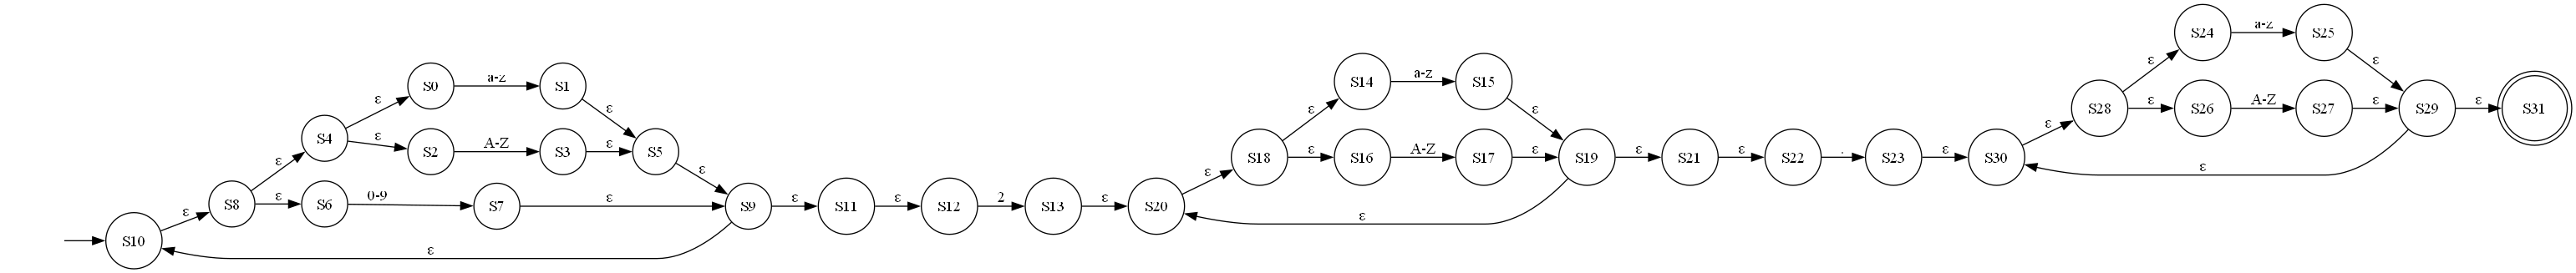 S10
ε
S8
ε
ε
S4
S6
ε
ε
S0
S2
0-9
a-z
A-Z
S7
S1
S3
ε
ε
S5
ε
ε
S9
ε
ε
S11
ε
S12
2
S13
ε
S20
ε
S18
ε
ε
S14
S16
a-z
A-Z
S15
S17
ε
ε
S19
ε
ε
S21
ε
S22
.
S23
ε
S30
ε
S28
ε
ε
S24
S26
a-z
A-Z
S25
S27
ε
ε
S29
ε
ε
S31